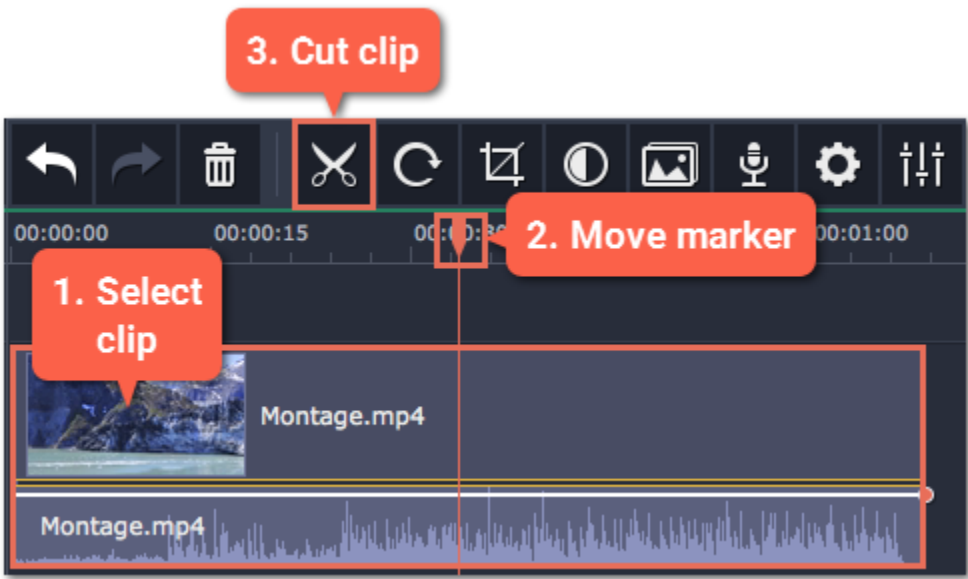 3. Cut clip
00:00:00
00:00:15
2. Move marker
00:01:00
1. Select
clip
Montage.mp4
Montage.mp4